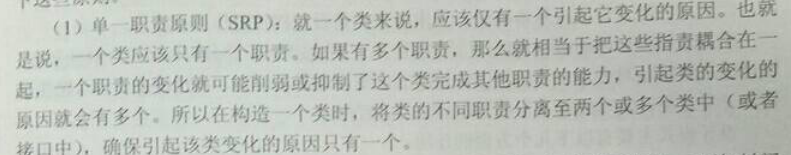 下这些原则。
（1）单一职责原则（SRP）：就一个类来说，应该仅有一个引起它变化的原因。也就
是说，一个类应该只有一个职责。如果有多个职责，那么就相当于把这些指责耦合在一
起，一个职责的变化就可能削弱或抑制了这个类完成其他职责的能力，引起类的变化的
原因就会有多个。所以在构造一个类时，将类的不同职责分离至两个或多个类中（或者
接口中），确保引起该类变化的原因只有一个。